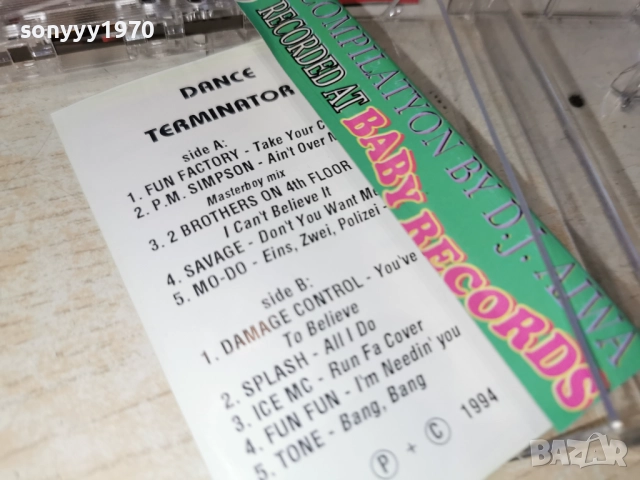 sonyyy1970
DANCE
TERMINATOR
side A:
1. FUN FACTORY - Take Your
2. P.M. SIMPSON - Ain't Over
Masterboy mix
3. 2 BROTHERS ON 4th FLOOR
I Can't Believe It
4. SAVAGE - Don't You Want Me
5. MO-DO - Eins, Zwei, Polizei -
side B:
1. DAMAGE CONTROL - You've
To Believe
2. SPLASH - All I Do
3. ICE MC - Run Fa Cover
4. FUN FUN - I'm Needin' you
5. TONE - Bang, Bang
P + C 1994
COMPILATYON BY D.J. AIWA
RECORDED AT BABY RECORDS
BAZAR